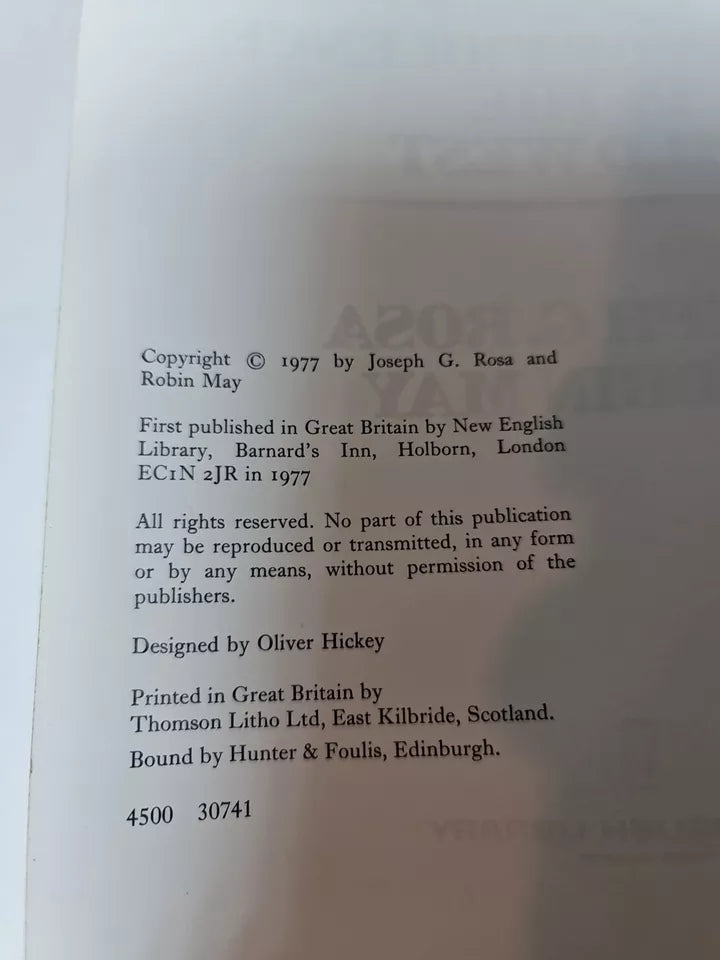 Copyright © 1977 by Joseph G. Rosa and
Robin May
First published in Great Britain by New English
Library, Barnard's Inn, Holborn, London
EC1N 2JR in 1977
All rights reserved. No part of this publication
may be reproduced or transmitted, in any form
or by any means, without permission of the
publishers.
Designed by Oliver Hickey
Printed in Great Britain by
Thomson Litho Ltd, East Kilbride, Scotland.
Bound by Hunter & Foulis, Edinburgh.
4500 30741